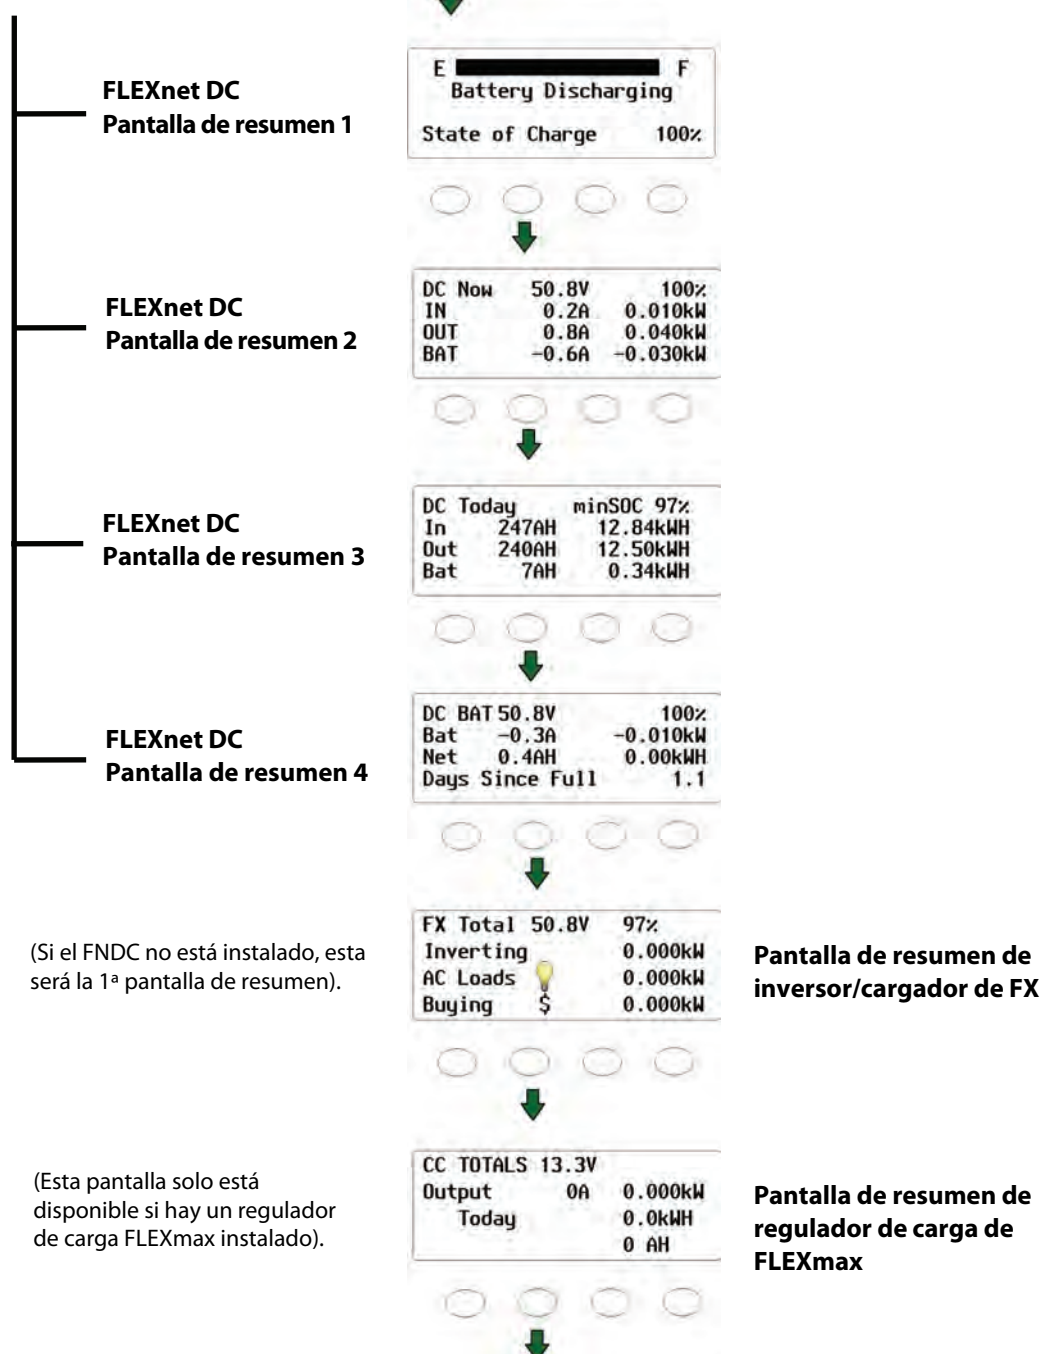 FLEXnet DC
Pantalla de resumen 1
E F
Battery Discharging
State of Charge 100%
FLEXnet DC
Pantalla de resumen 2
DC Now 50.8V 100%
IN 0.2A 0.010kW
OUT 0.8A 0.040kW
BAT -0.6A -0.030kW
FLEXnet DC
Pantalla de resumen 3
DC Today minSOC 97%
In 247AH 12.84kWH
Out 240AH 12.50kWH
Bat 7AH 0.34kWH
FLEXnet DC
Pantalla de resumen 4
DC BAT 50.8V 100%
Bat -0.3A -0.010kW
Net 0.4AH 0.00kWH
Days Since Full 1.1
(Si el FNDC no está instalado, esta
será la 1ª pantalla de resumen).
FX Total 50.8V 97%
Inverting 0.000kW
AC Loads 0.000kW
Buying $ 0.000kW
Pantalla de resumen de
inversor/cargador de FX
(Esta pantalla solo está
disponible si hay un regulador
de carga FLEXmax instalado).
CC TOTALS 13.3V
Output 0A 0.000kW
Today 0.0kWH
0 AH
Pantalla de resumen de
regulador de carga de
FLEXmax